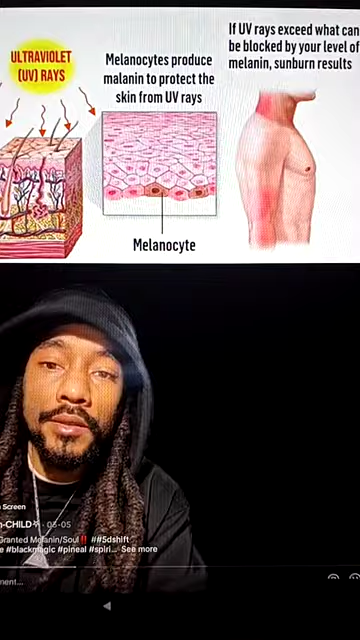 If UV rays exceed what can
be blocked by your level of
melanin, sunburn results
ULTRAVIOLET
(UV) RAYS
Melanocytes produce
malanin to protect the
skin from UV rays
Melanocyte
Screen
-CHILD · 03-05
Granted Melanin/Soul‼️ ##5dshift
#blackmagic #pineal #spiri... See more
ment...